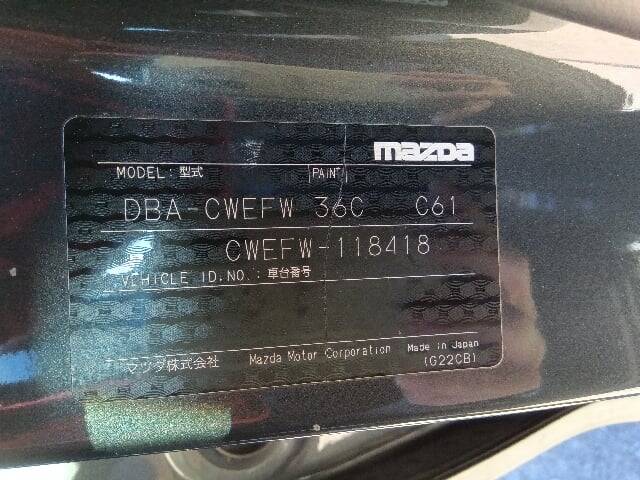 mazda
MODEL: 型式 PAINT
DBA-CWEFW 36C C61
CWEFW-118418
VEHICLE ID.NO.: 車台番号
マツダ株式会社 Mazda Motor Corporation Made in Japan
(G22CB)